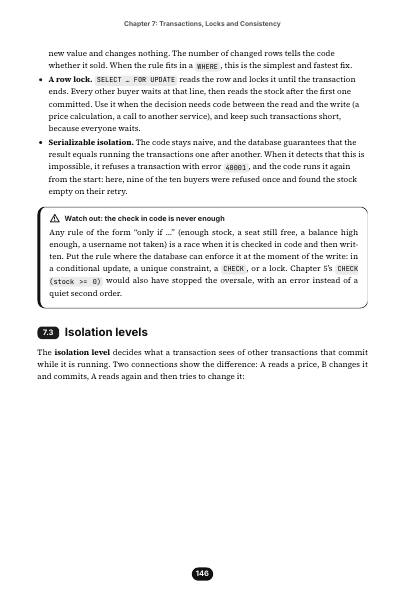 Chapter 7: Transactions, Locks and Consistency
new value and changes nothing. The number of changed rows tells the code
whether it sold. When the rule fits in a WHERE, this is the simplest and fastest fix.
• A row lock. SELECT … FOR UPDATE reads the row and locks it until the transaction
ends. Every other buyer waits at that line, then reads the stock after the first one
committed. Use it when the decision needs code between the read and the write (a
price calculation, a call to another service), and keep such transactions short,
because everyone waits.
• Serializable isolation. The code stays naive, and the database guarantees that the
result equals running the transactions one after another. When it detects that this is
impossible, it refuses a transaction with error 40001, and the code runs it again
from the start: here, nine of the ten buyers were refused once and found the stock
empty on their retry.
Watch out: the check in code is never enough
Any rule of the form “only if …” (enough stock, a seat still free, a balance high
enough, a username not taken) is a race when it is checked in code and then writ-
ten. Put the rule where the database can enforce it at the moment of the write: in
a conditional update, a unique constraint, a CHECK, or a lock. Chapter 5’s CHECK
(stock >= 0) would also have stopped the oversale, with an error instead of a
quiet second order.
7.3 Isolation levels
The isolation level decides what a transaction sees of other transactions that commit
while it is running. Two connections show the difference: A reads a price, B changes it
and commits, A reads again and then tries to change it:
146